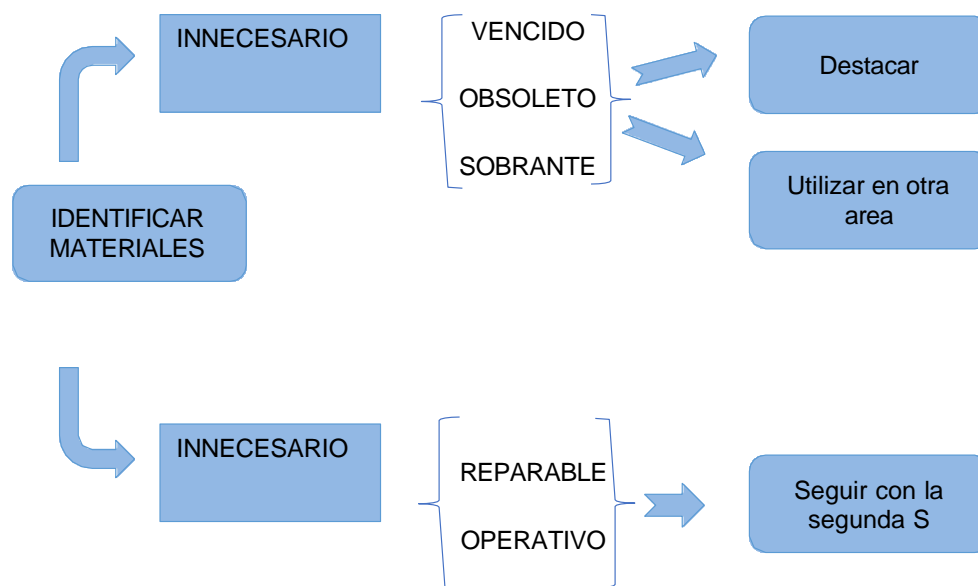 INNECESARIO
VENCIDO
OBSOLETO
SOBRANTE
Destacar
Utilizar en otra
area
IDENTIFICAR
MATERIALES
INNECESARIO
REPARABLE
OPERATIVO
Seguir con la
segunda S